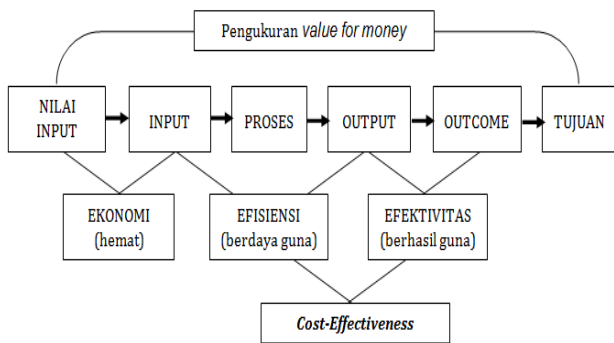 Pengukuran value for money
NILAI
INPUT
INPUT
PROSES
OUTPUT
OUTCOME
TUJUAN
EKONOMI
(hemat)
EFISIENSI
(berdaya guna)
EFEKTIVITAS
(berhasil guna)
Cost-Effectiveness